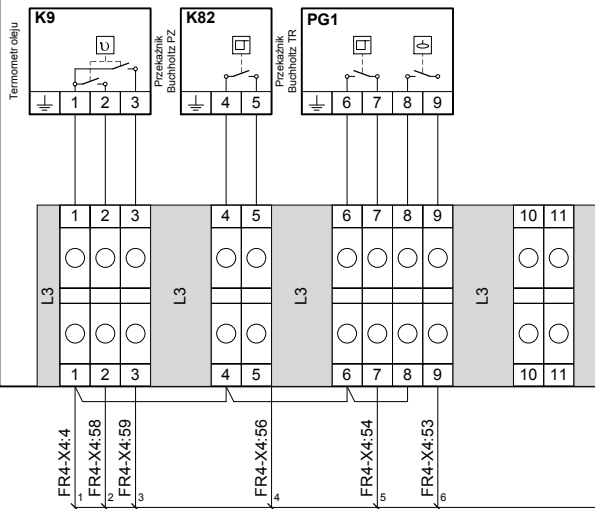 Termometr oleju
K9
υ
1 2 3
Przekaźnik
Buchholtz PZ
K82
4 5
Przekaźnik
Buchholtz TR
PG1
6 7 8 9
L3
1 2 3
L3
4 5
L3
6 7 8 9
L3
10 11
1 2 3
4 5
6 7 8 9
10 11
FR4-X4:4
FR4-X4:58
FR4-X4:59
FR4-X4:56
FR4-X4:54
FR4-X4:53
1 2 3 4 5 6